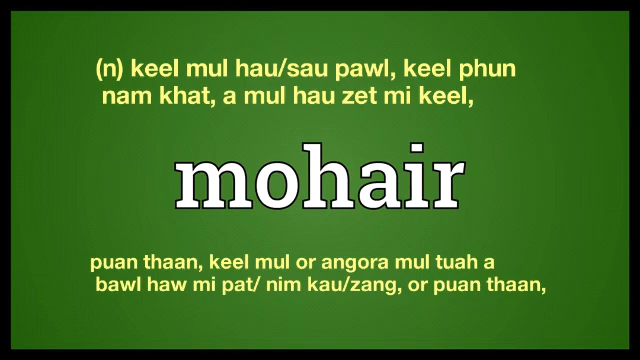 (n) keel mul hau/sau pawl, keel phun
nam khat, a mul hau zet mi keel,
mohair
puan thaan, keel mul or angora mul tuah a
bawl haw mi pat/ nim kau/zang, or puan thaan,